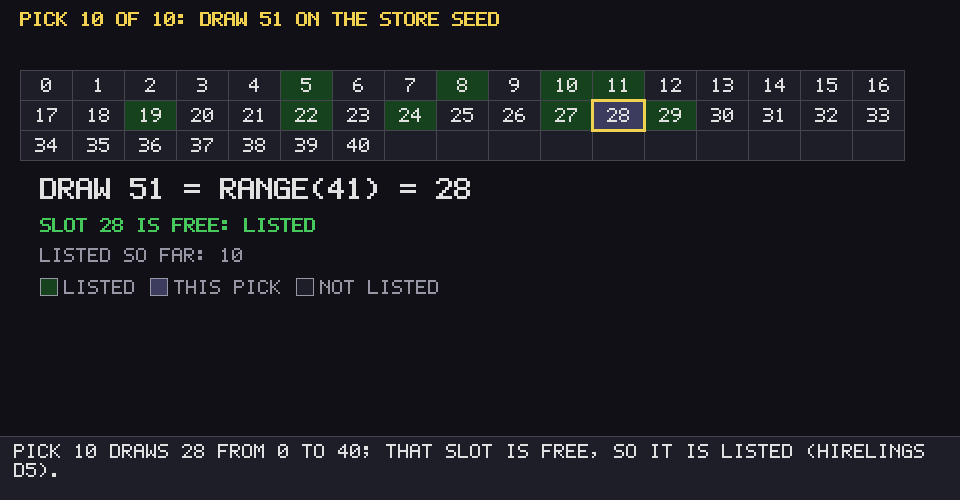 PICK 10 OF 10: DRAW 51 ON THE STORE SEED
0 1 2 3 4 5 6 7 8 9 10 11 12 13 14 15 16
17 18 19 20 21 22 23 24 25 26 27 28 29 30 31 32 33
34 35 36 37 38 39 40
DRAW 51 = RANGE(41) = 28
SLOT 28 IS FREE: LISTED
LISTED SO FAR: 10
LISTED THIS PICK NOT LISTED
PICK 10 DRAWS 28 FROM 0 TO 40; THAT SLOT IS FREE, SO IT IS LISTED (HIRELINGS
D5).